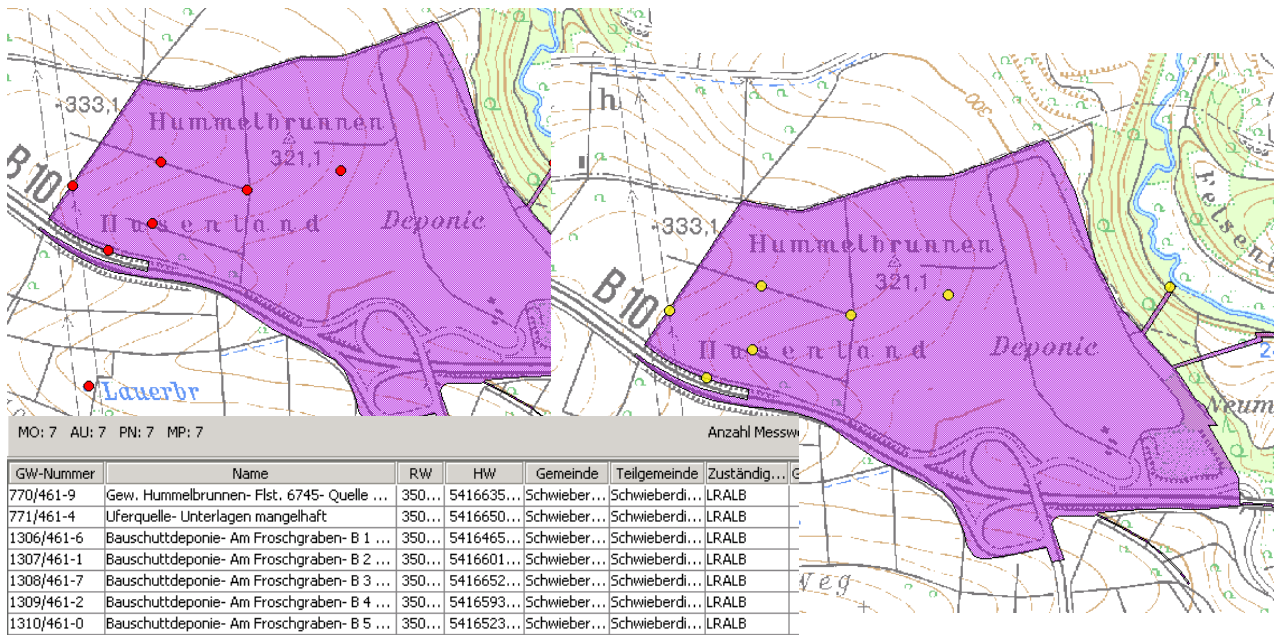 333,1
Hummelbrunnen
321,1
B 10
Husenland
Deponie
Lauerbr
h
300
333,1
Hummelbrunnen
321,1
B 10
Husenland
Deponie
Felsen
2
Neum
Weg
MO: 7 AU: 7 PN: 7 MP: 7
Anzahl Messw
GW-Nummer Name RW HW Gemeinde Teilgemeinde Zuständig... G
770/461-9 Gew. Hummelbrunnen- Flst. 6745- Quelle ... 350... 5416635... Schwieber... Schwieberdi... LRALB
771/461-4 Uferquelle- Unterlagen mangelhaft 350... 5416650... Schwieber... Schwieberdi... LRALB
1306/461-6 Bauschuttdeponie- Am Froschgraben- B 1 ... 350... 5416465... Schwieber... Schwieberdi... LRALB
1307/461-1 Bauschuttdeponie- Am Froschgraben- B 2 ... 350... 5416601... Schwieber... Schwieberdi... LRALB
1308/461-7 Bauschuttdeponie- Am Froschgraben- B 3 ... 350... 5416652... Schwieber... Schwieberdi... LRALB
1309/461-2 Bauschuttdeponie- Am Froschgraben- B 4 ... 350... 5416593... Schwieber... Schwieberdi... LRALB
1310/461-0 Bauschuttdeponie- Am Froschgraben- B 5 ... 350... 5416523... Schwieber... Schwieberdi... LRALB